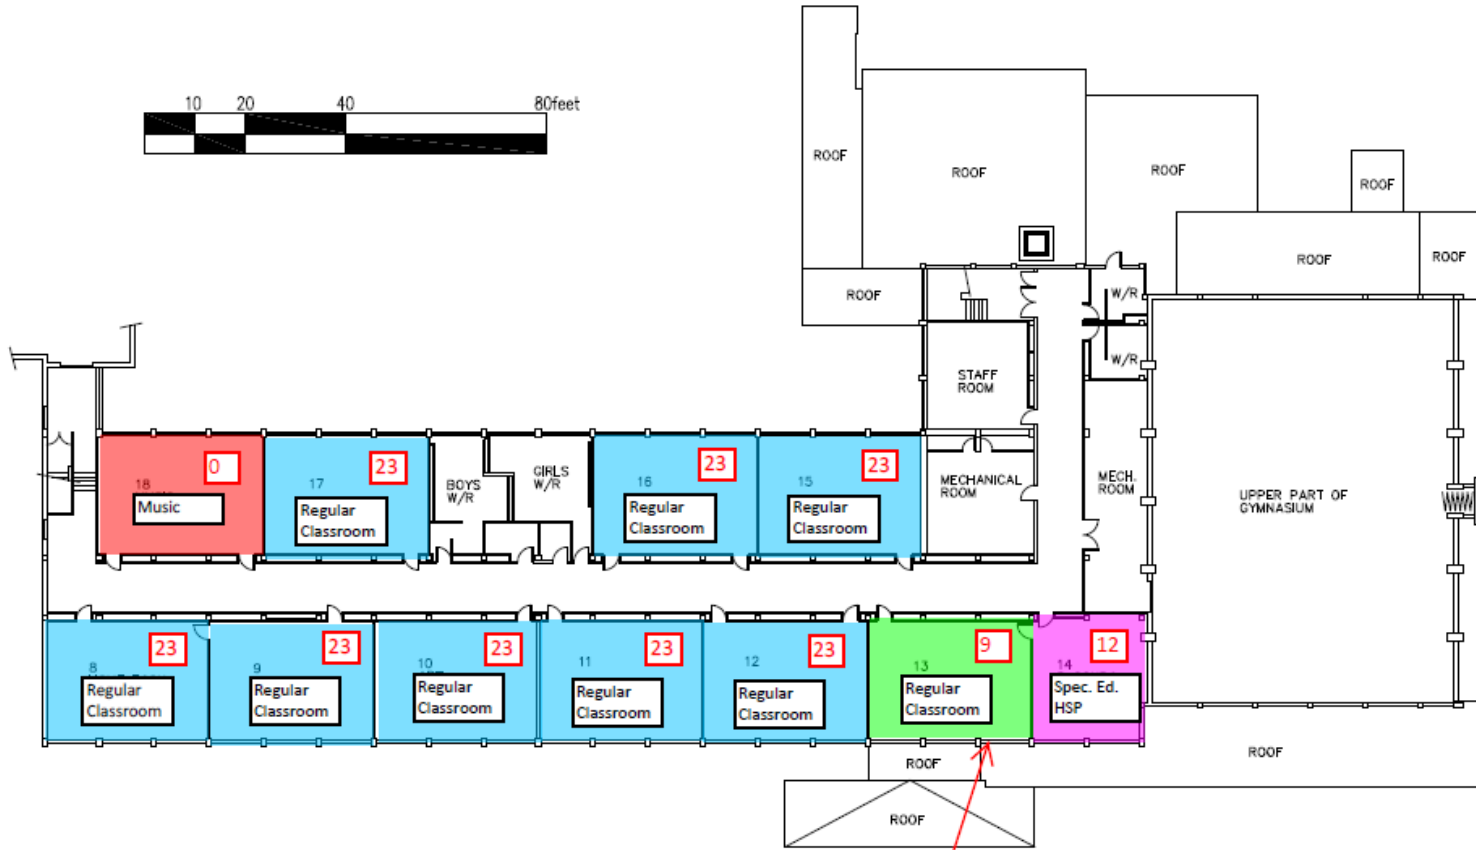 10 20 40 80feet
ROOF
ROOF
ROOF
ROOF
ROOF
ROOF
ROOF
W/R
W/R
STAFF
ROOM
0
18
Music
23
17
Regular
Classroom
BOYS
W/R
GIRLS
W/R
23
16
Regular
Classroom
23
15
Regular
Classroom
MECHANICAL
ROOM
MECH.
ROOM
UPPER PART OF
GYMNASIUM
23
8
Regular
Classroom
23
9
Regular
Classroom
23
10
Regular
Classroom
23
11
Regular
Classroom
23
12
Regular
Classroom
9
13
Regular
Classroom
12
14
Spec. Ed.
HSP
ROOF
ROOF
ROOF